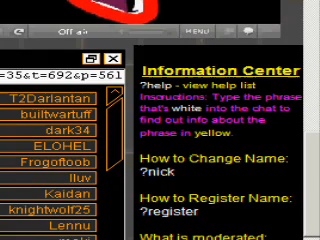 Off air
MENU
=35&t=692&p=561
T2Darlantan
builtwartuff
dark34
ELOHEL
Frogoftoob
lluv
Kaidan
knightwolf25
Lennu
Information Center
?help - view help list
Instructions: Type the phrase
that's white into the chat to
find out info about the
phrase in yellow.
How to Change Name:
?nick
How to Register Name:
?register
What is moderated: